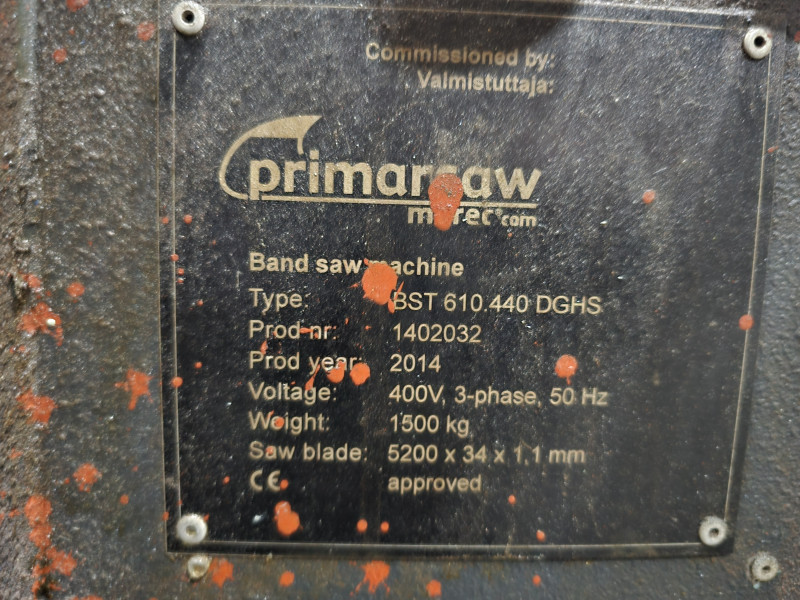 Commissioned by:
Valmistuttaja:
primarsaw
.com
Band saw machine
Type: BST 610.440 DGHS
Prod nr: 1402032
Prod year: 2014
Voltage: 400V, 3-phase, 50 Hz
Weight: 1500 kg
Saw blade: 5200 x 34 x 1,1 mm
CE approved